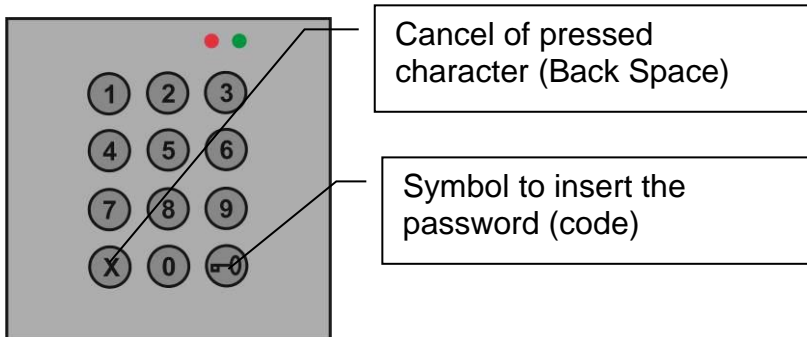 Cancel of pressed
character (Back Space)
1 2 3
4 5 6
Symbol to insert the
password (code)
7 8 9
X 0